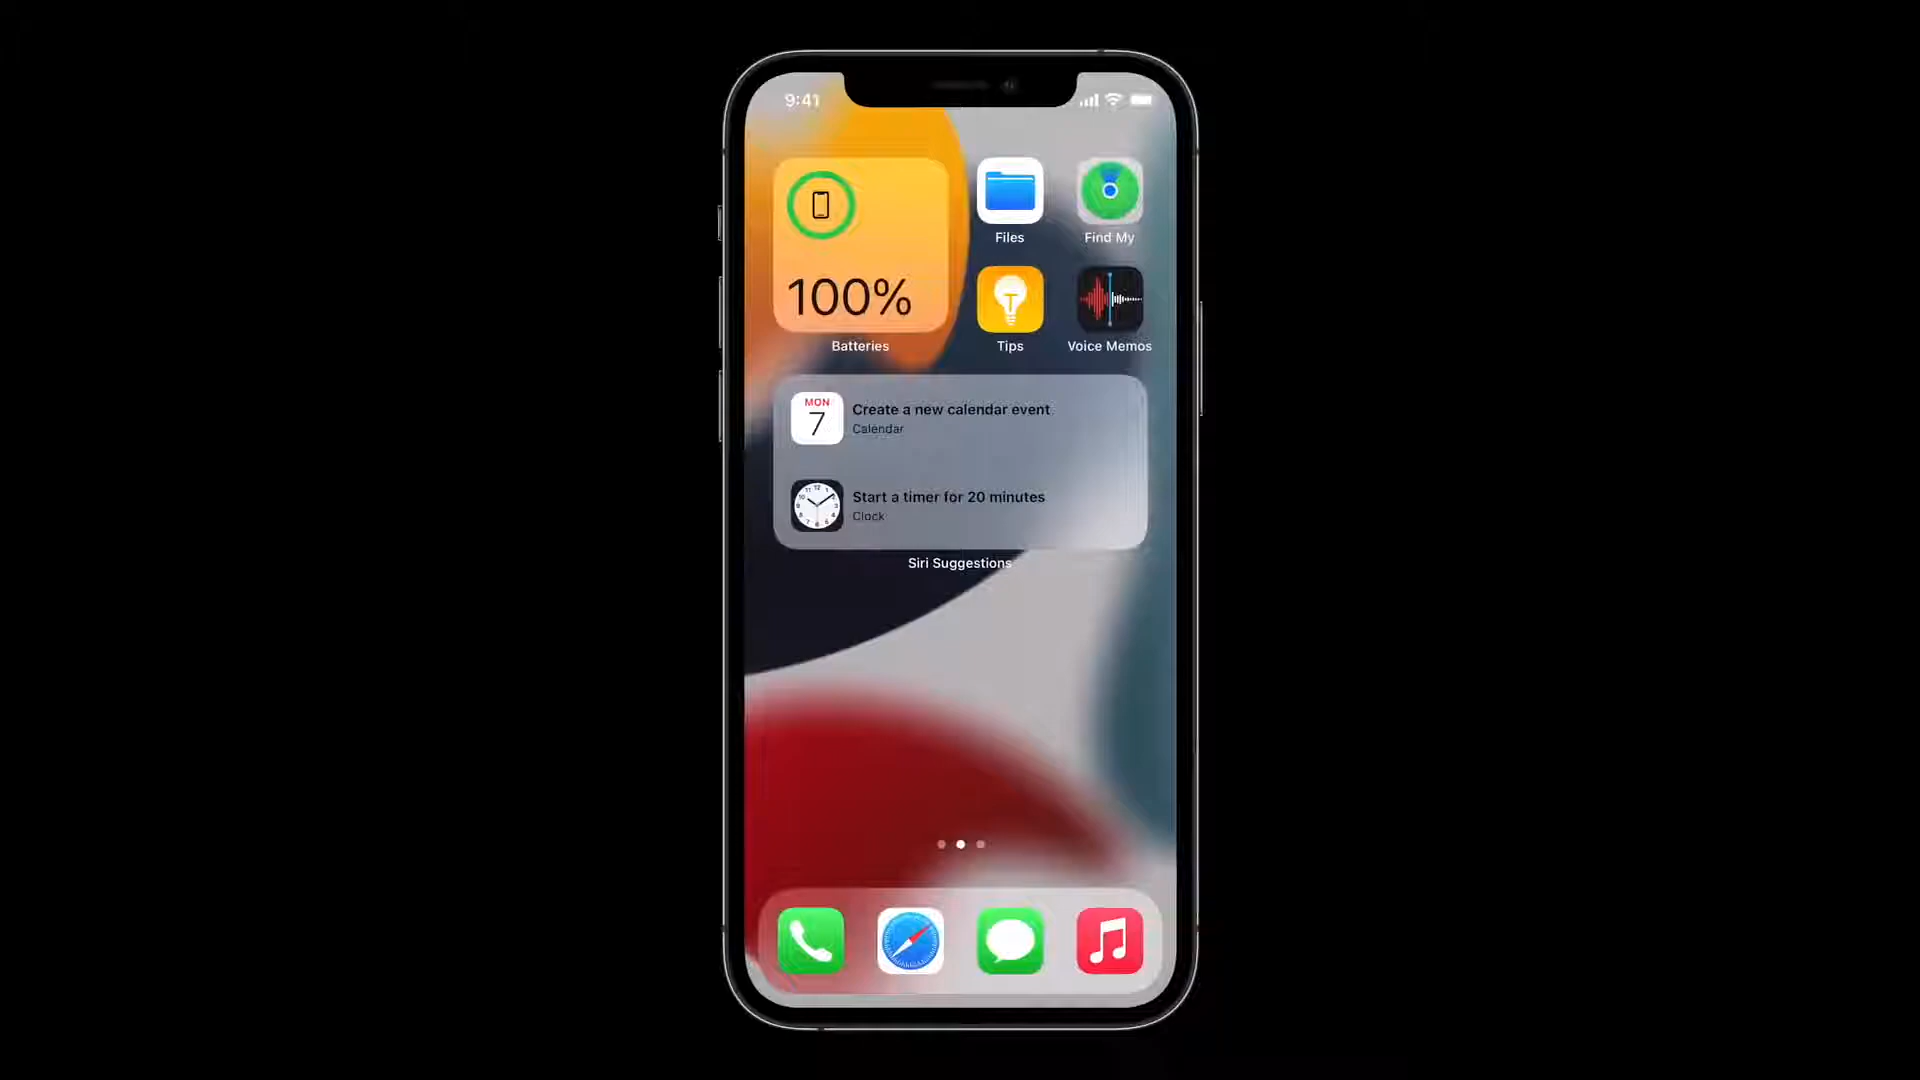 9:41
100%
Batteries
Files
Find My
Tips
Voice Memos
MON
7
Create a new calendar event
Calendar
Start a timer for 20 minutes
Clock
Siri Suggestions